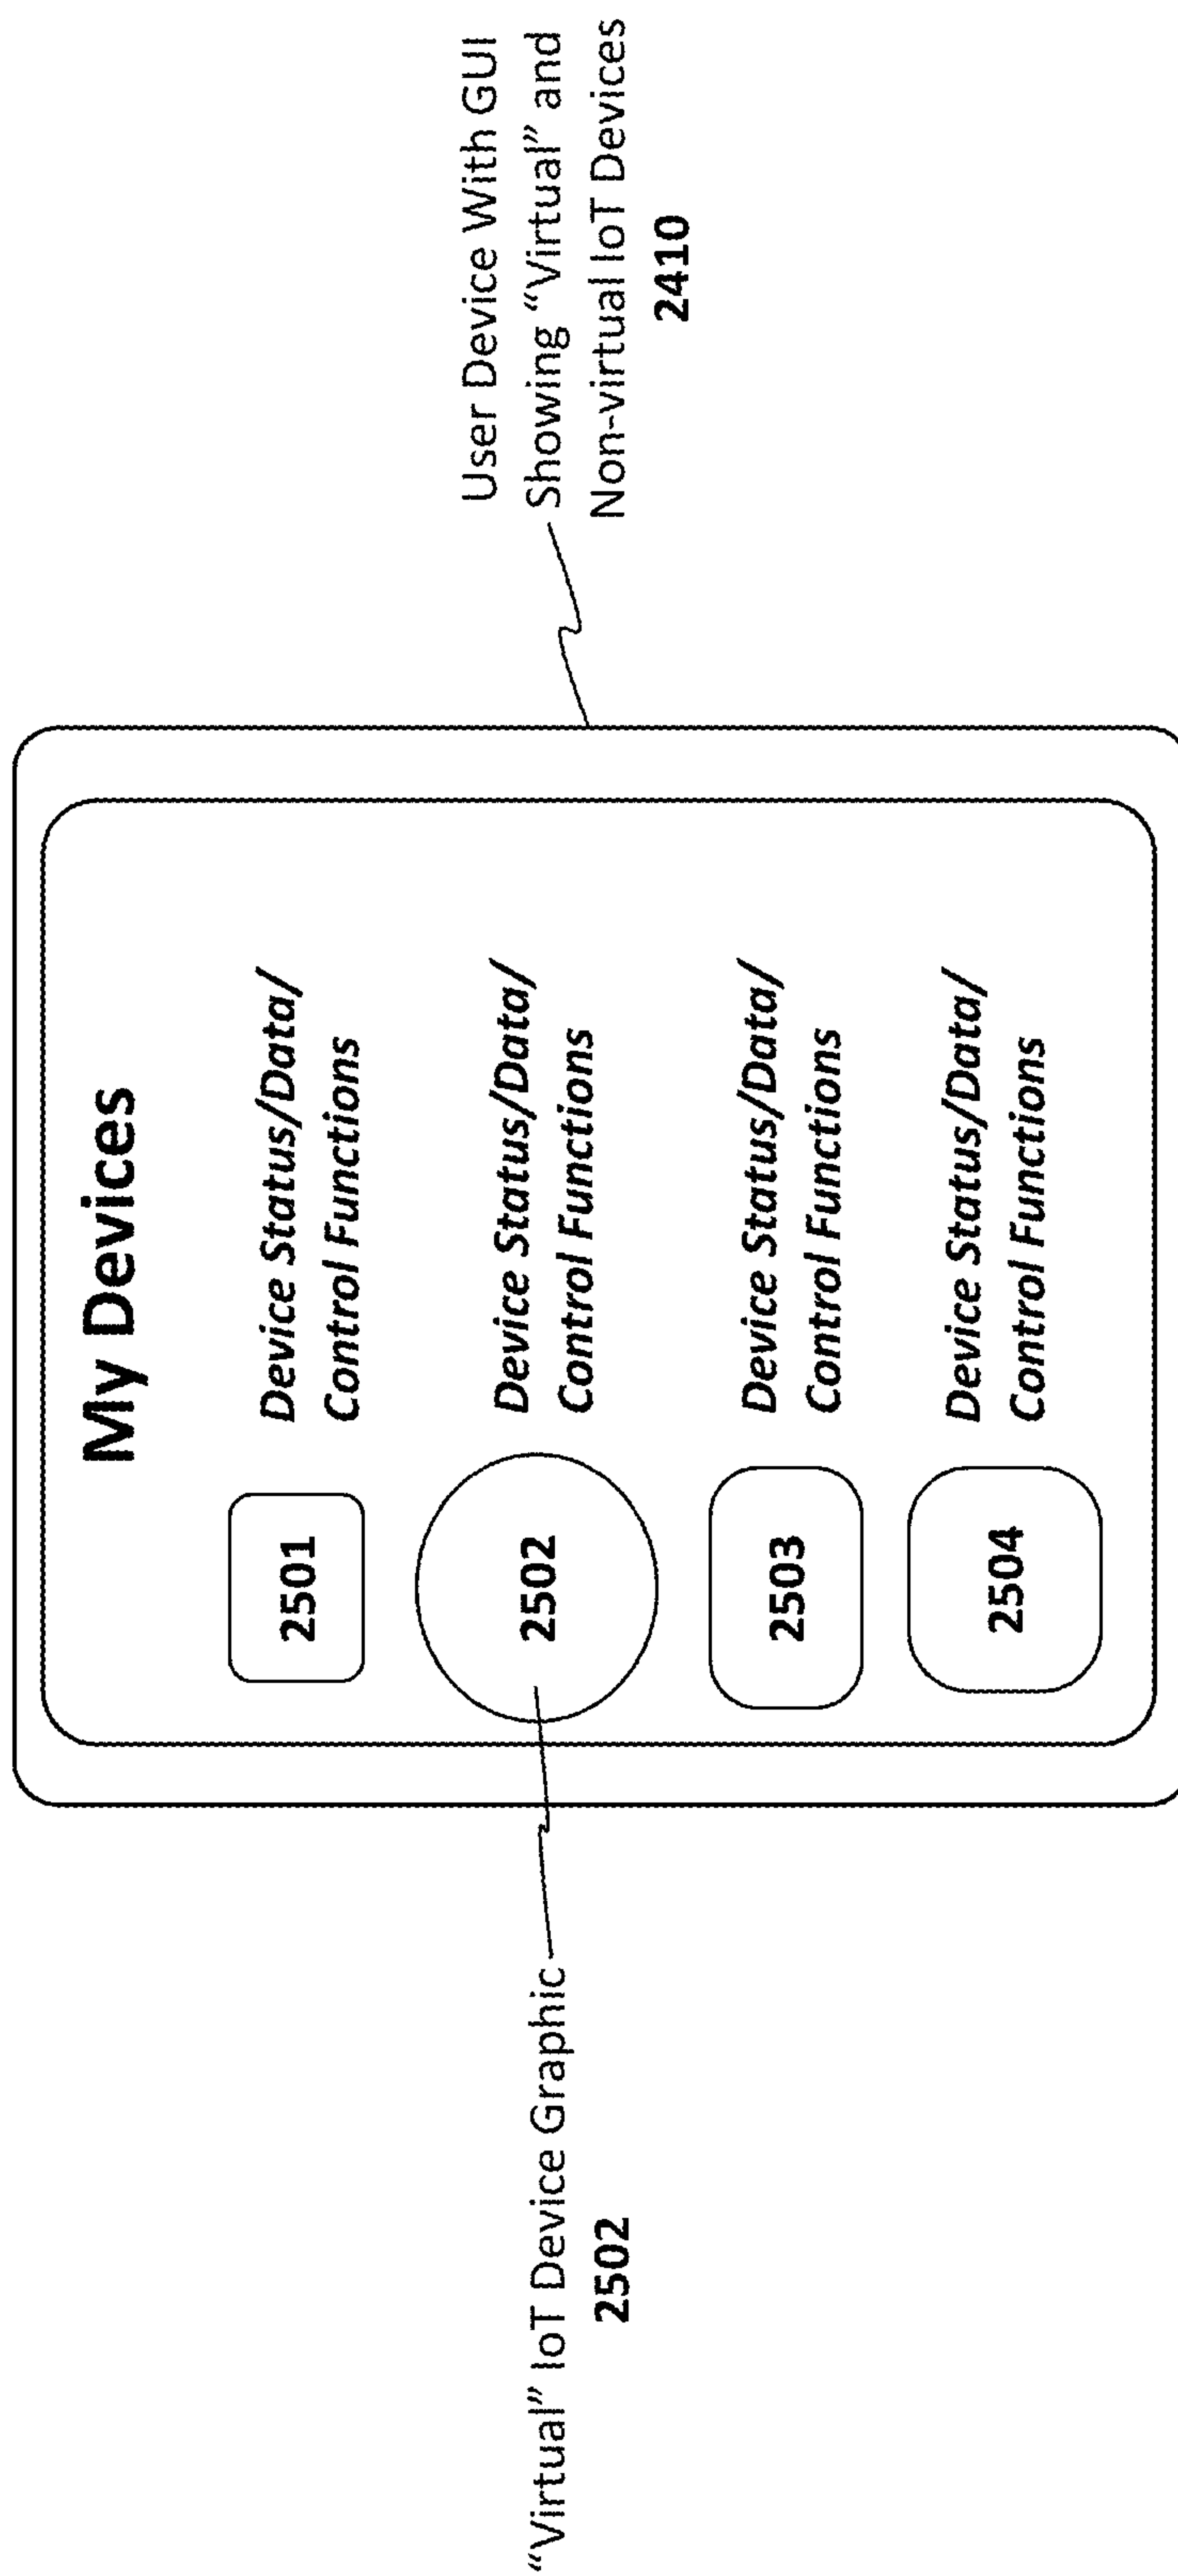 My Devices
2501
Device Status/Data/
Control Functions
2502
Device Status/Data/
Control Functions
2503
Device Status/Data/
Control Functions
2504
Device Status/Data/
Control Functions
“Virtual” IoT Device Graphic
2502
User Device With GUI
Showing “Virtual” and
Non-virtual IoT Devices
2410